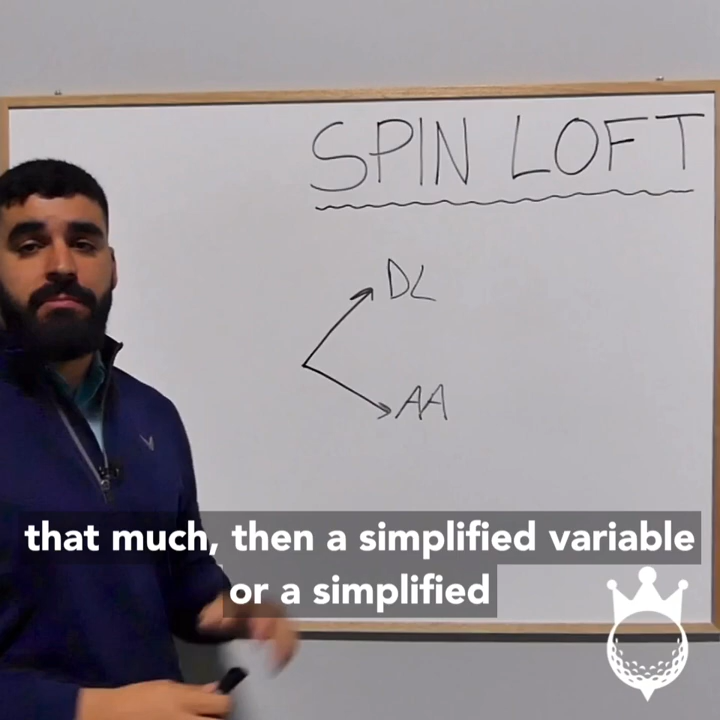 SPIN LOFT
DL
AA
that much, then a simplified variable
or a simplified